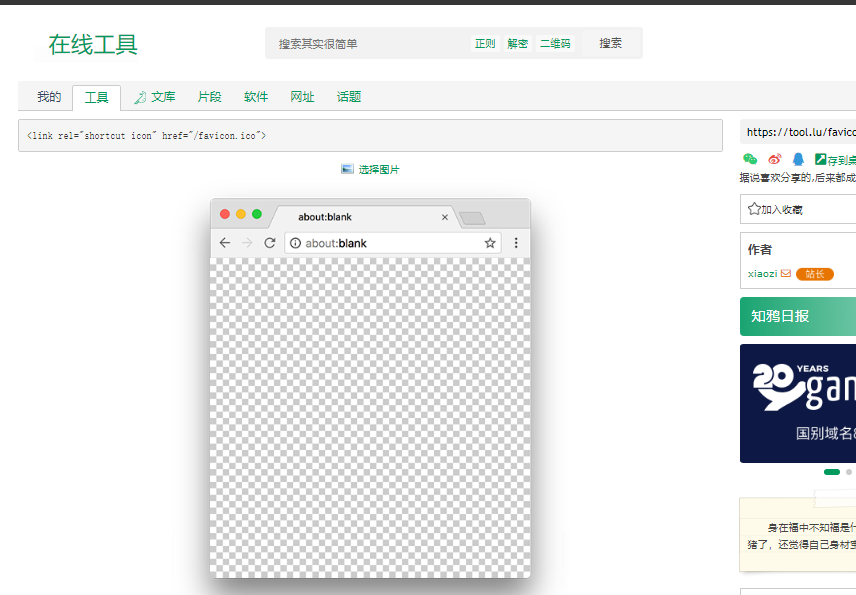 在线工具
搜索其实很简单 正则 解密 二维码 搜索
我的 工具 文库 片段 软件 网址 话题
<link rel="shortcut icon" href="/favicon.ico">
选择图片
about:blank
about:blank
https://tool.lu/favico
存到桌
据说喜欢分享的,后来都成
加入收藏
作者
xiaozi 站长
知鸦日报
20 YEARS
gan
国别域名8
身在福中不知福是什
猪了，还觉得自己身材